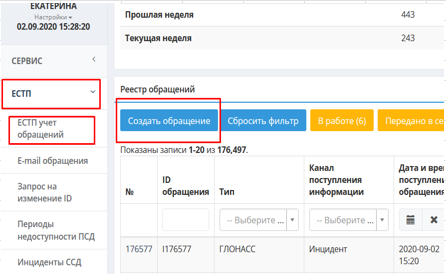 ЕКАТЕРИНА
Настройки
02.09.2020 15:28:20
СЕРВИС
ЕСТП
ЕСТП учет
обращений
E-mail обращения
Запрос на
изменение ID
Периоды
недоступности ПСД
Инциденты ССД
Прошлая неделя 443
Текущая неделя 243
Реестр обращений
Создать обращение Сбросить фильтр В работе (6) Передано в се
Показаны записи 1-20 из 176,497.
№ ID обращения Тип Канал поступления информации Дата и врем поступлени обращения
-- Выберите ... -- Выберите ...
176577 I176577 ГЛОНАСС Инцидент 2020-09-02
15:20